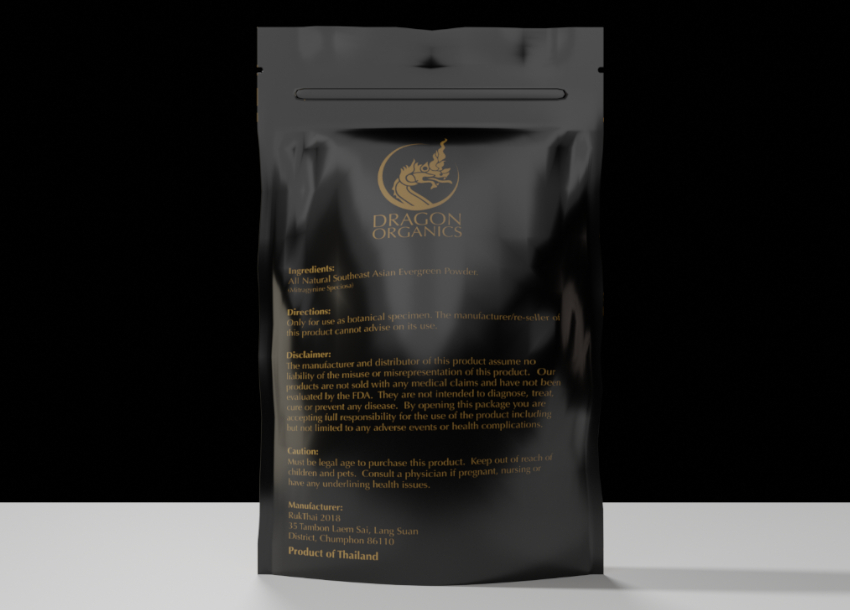 DRAGON
ORGANICS
Ingredients:
All Natural Southeast Asian Evergreen Powder.
(Mitragynine Speciosa)
Directions:
Only for use as botanical specimen. The manufacturer/re-seller of
this product cannot advise on its use.
Disclaimer:
The manufacturer and distributor of this product assume no
liability of the misuse or misrepresentation of this product. Our
products are not sold with any medical claims and have not been
evaluated by the FDA. They are not intended to diagnose, treat,
cure or prevent any disease. By opening this package you are
accepting full responsibility for the use of the product including
but not limited to any adverse events or health complications.
Caution:
Must be legal age to purchase this product. Keep out of reach of
children and pets. Consult a physician if pregnant, nursing or
have any underlining health issues.
Manufacturer:
RakThai 2018
35 Tambon Laem Sai, Lang Suan
District, Chumphon 86110
Product of Thailand